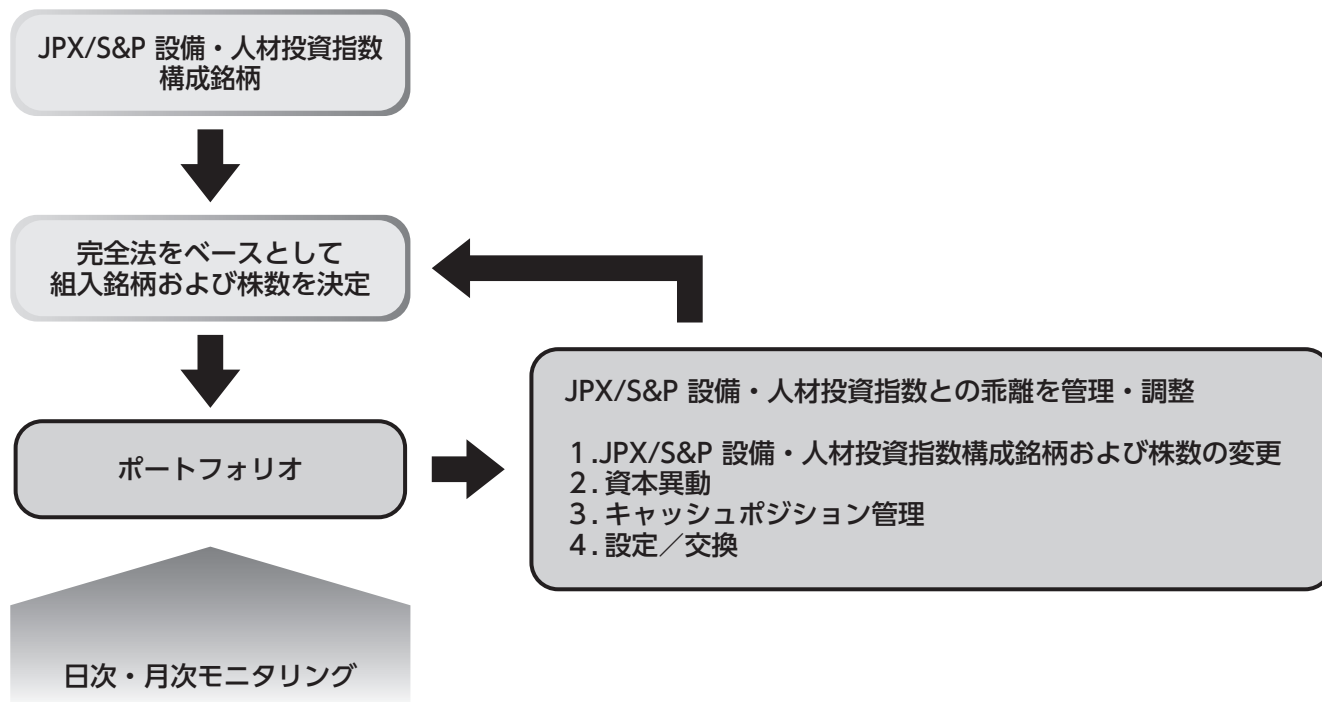 JPX/S&P 設備・人材投資指数
構成銘柄
完全法をベースとして
組入銘柄および株数を決定
ポートフォリオ
日次・月次モニタリング
JPX/S&P 設備・人材投資指数との乖離を管理・調整
１.JPX/S&P 設備・人材投資指数構成銘柄および株数の変更
２. 資本異動
３. キャッシュポジション管理
４. 設定／交換